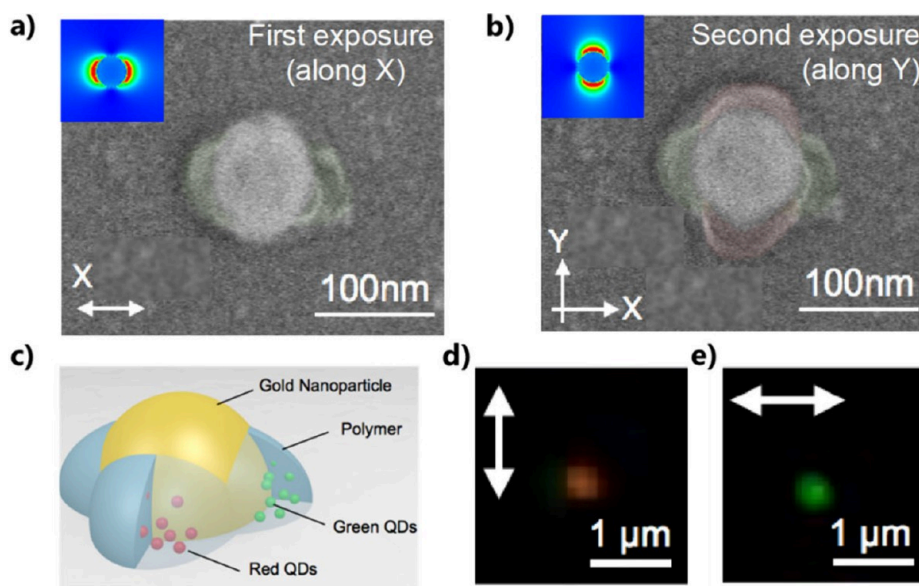 a)
First exposure
(along X)
X
100nm
b)
Second exposure
(along Y)
Y
X
100nm
c)
Gold Nanoparticle
Polymer
Green QDs
Red QDs
d)
1 µm
e)
1 µm